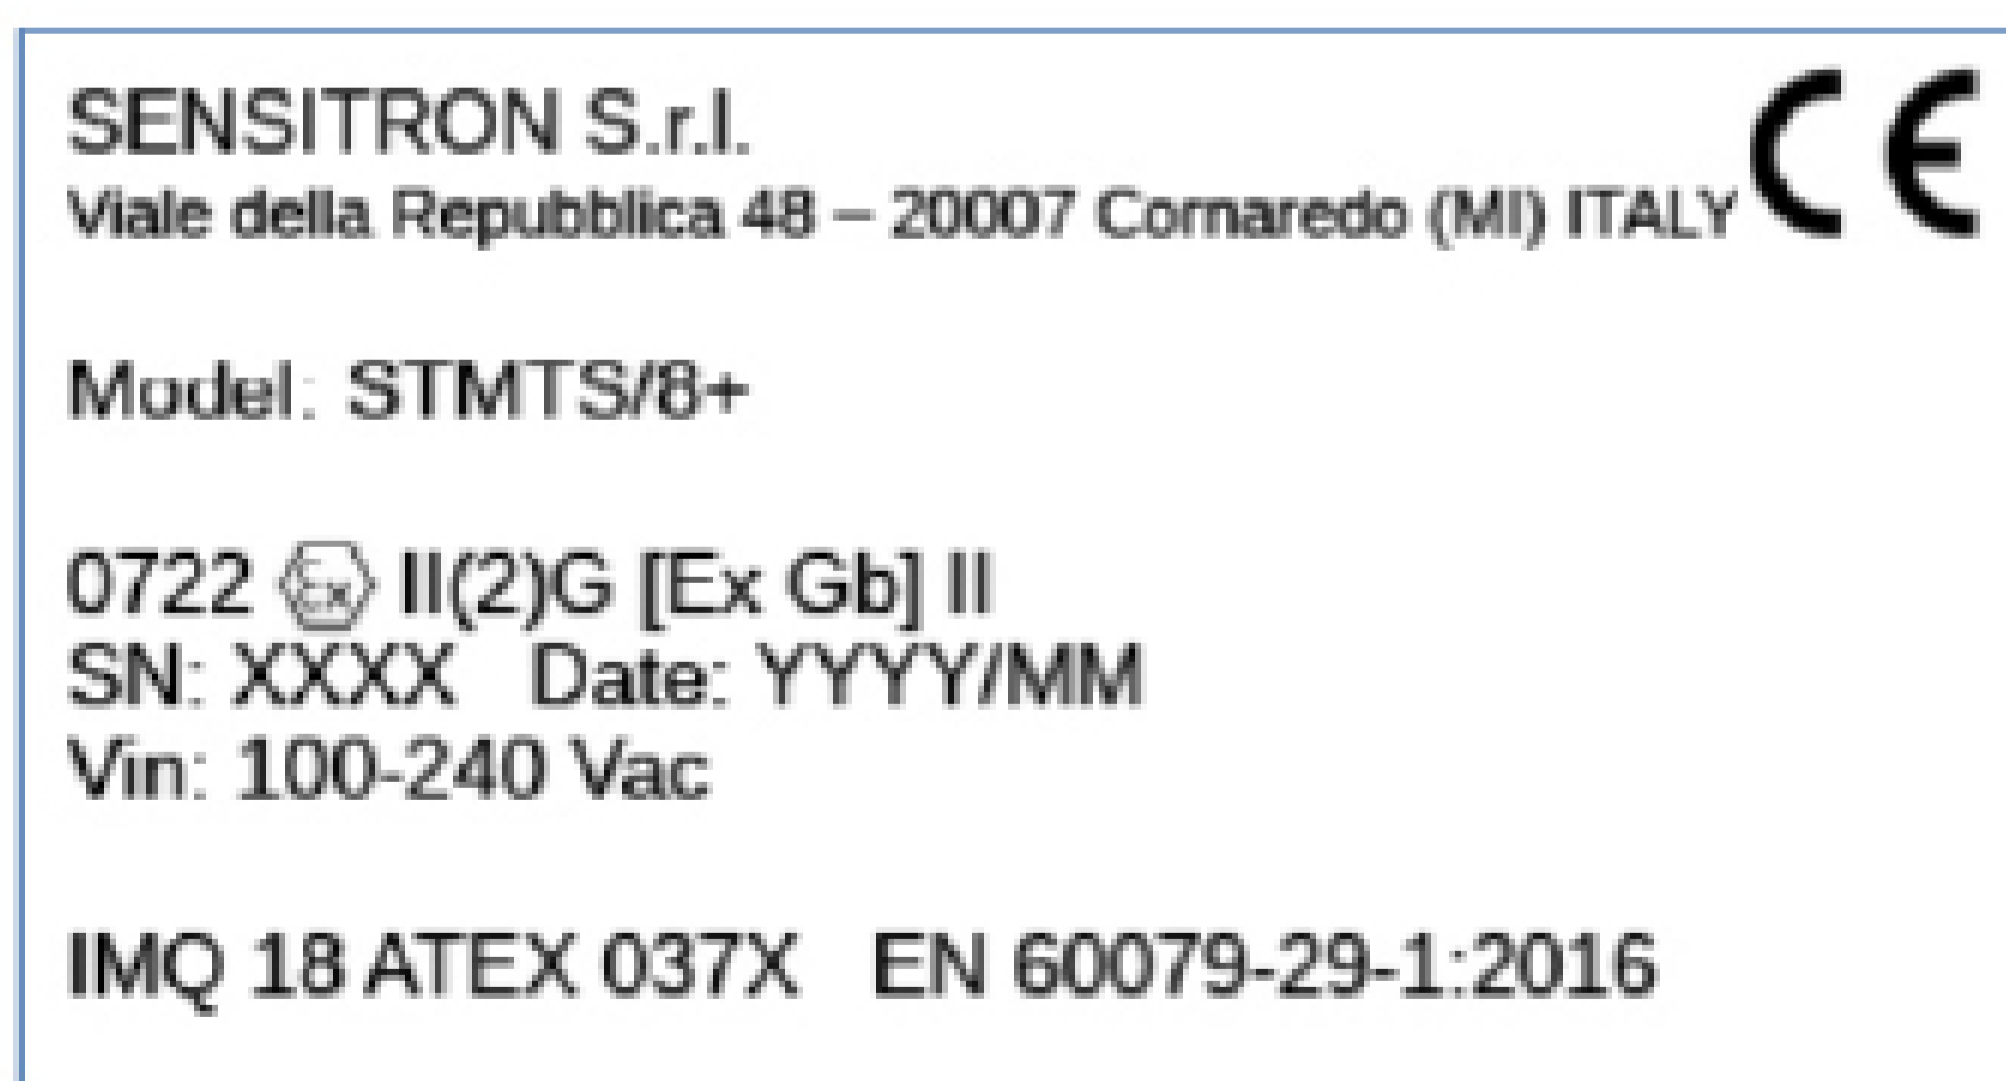 SENSITRON S.r.l.
CE
Viale della Repubblica 48 – 20007 Cornaredo (MI) ITALY
Model: STMTS/8+
0722 Ex II(2)G [Ex Gb] II
SN: XXXX Date: YYYY/MM
Vin: 100-240 Vac
IMQ 18 ATEX 037X EN 60079-29-1:2016